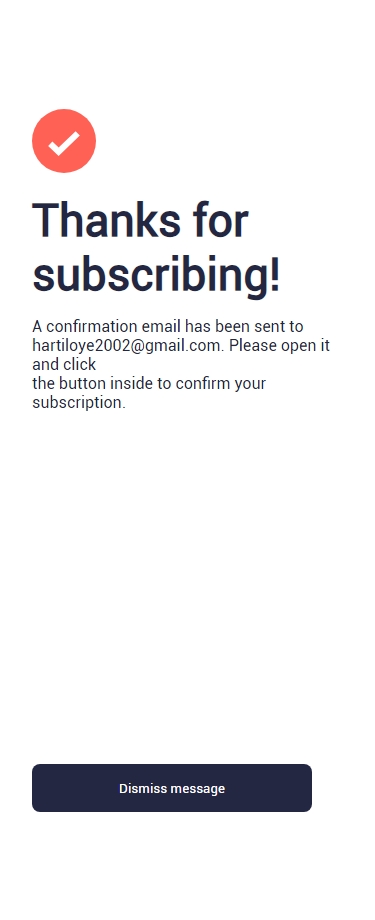 Thanks for
subscribing!
A confirmation email has been sent to
hartiloye2002@gmail.com. Please open it
and click
the button inside to confirm your
subscription.
Dismiss message